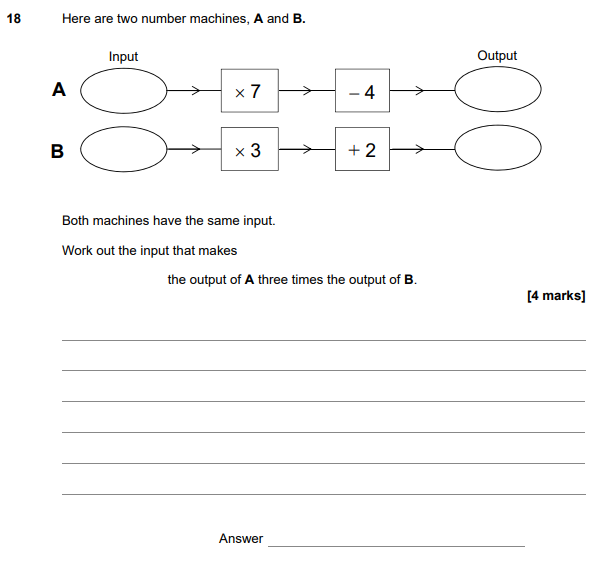 18 Here are two number machines, A and B.
Input Output
A × 7 – 4
B × 3 + 2
Both machines have the same input.
Work out the input that makes
the output of A three times the output of B.
[4 marks]
Answer